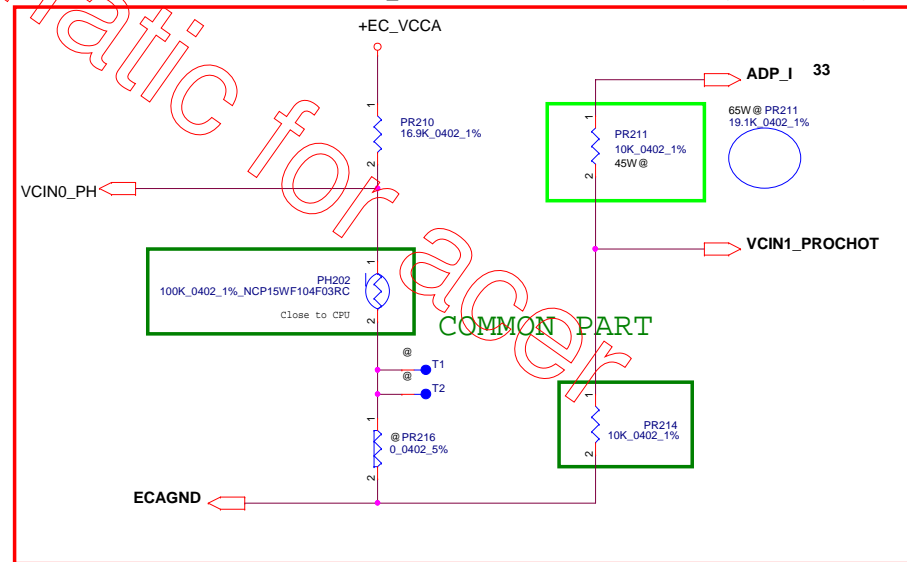 +EC_VCCA
ADP_I 33
1
PR210
16.9K_0402_1%
2
1
PR211
10K_0402_1%
45W@
2
65W@ PR211
19.1K_0402_1%
VCIN0_PH
VCIN1_PROCHOT
1
PH202
100K_0402_1%_NCP15WF104F03RC
Close to CPU
2
COMMON PART
@
T1
@
T2
1
@ PR216
0_0402_5%
2
1
PR214
10K_0402_1%
2
ECAGND
matic for acer